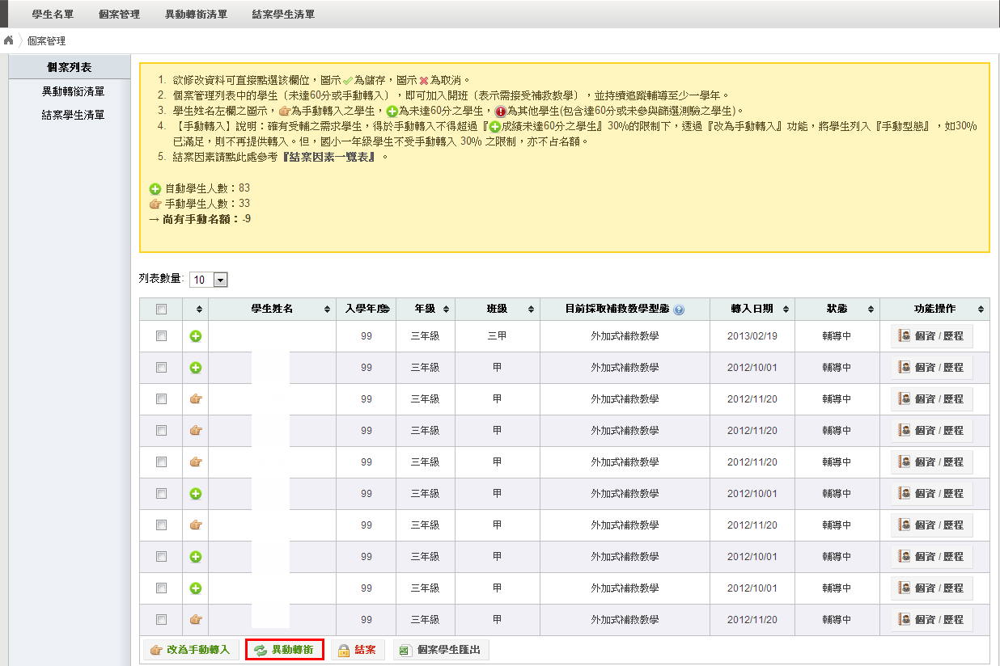 學生名單 個案管理 異動轉銜清單 結案學生清單
個案管理
個案列表
異動轉銜清單
結案學生清單
1. 欲修改資料可直接點選該欄位，圖示 為儲存，圖示 為取消。
2. 個案管理列表中的學生〔未達60分或手動轉入〕，即可加入開班〔表示需接受補救教學〕，並持續追蹤輔導至少一學年。
3. 學生姓名左欄之圖示， 為手動轉入之學生， 為未達60分之學生， 為其他學生(包含達60分或未參與篩選測驗之學生)。
4. 【手動轉入】說明：確有受輔之需求學生，得於手動轉入不得超過『 成績未達60分之學生』30%的限制下，透過『改為手動轉入』功能，將學生列入『手動型態』，如30%
已滿足，則不再提供轉入。但，國小一年級學生不受手動轉入 30% 之限制，亦不占名額。
5. 結案因素請點此處參考『結案因素一覽表』。
自動學生人數：83
手動學生人數：33
→ 尚有手動名額：-9
列表數量: 10
學生姓名 入學年度 年級 班級 目前採取補救教學型態 轉入日期 狀態 功能操作
99 三年級 三甲 外加式補救教學 2013/02/19 輔導中 個資 / 歷程
99 三年級 甲 外加式補救教學 2012/10/01 輔導中 個資 / 歷程
99 三年級 甲 外加式補救教學 2012/11/20 輔導中 個資 / 歷程
99 三年級 甲 外加式補救教學 2012/11/20 輔導中 個資 / 歷程
99 三年級 甲 外加式補救教學 2012/11/20 輔導中 個資 / 歷程
99 三年級 甲 外加式補救教學 2012/10/01 輔導中 個資 / 歷程
99 三年級 甲 外加式補救教學 2012/11/20 輔導中 個資 / 歷程
99 三年級 甲 外加式補救教學 2012/10/01 輔導中 個資 / 歷程
99 三年級 甲 外加式補救教學 2012/10/01 輔導中 個資 / 歷程
99 三年級 甲 外加式補救教學 2012/11/20 輔導中 個資 / 歷程
改為手動轉入 異動轉銜 結案 個案學生匯出